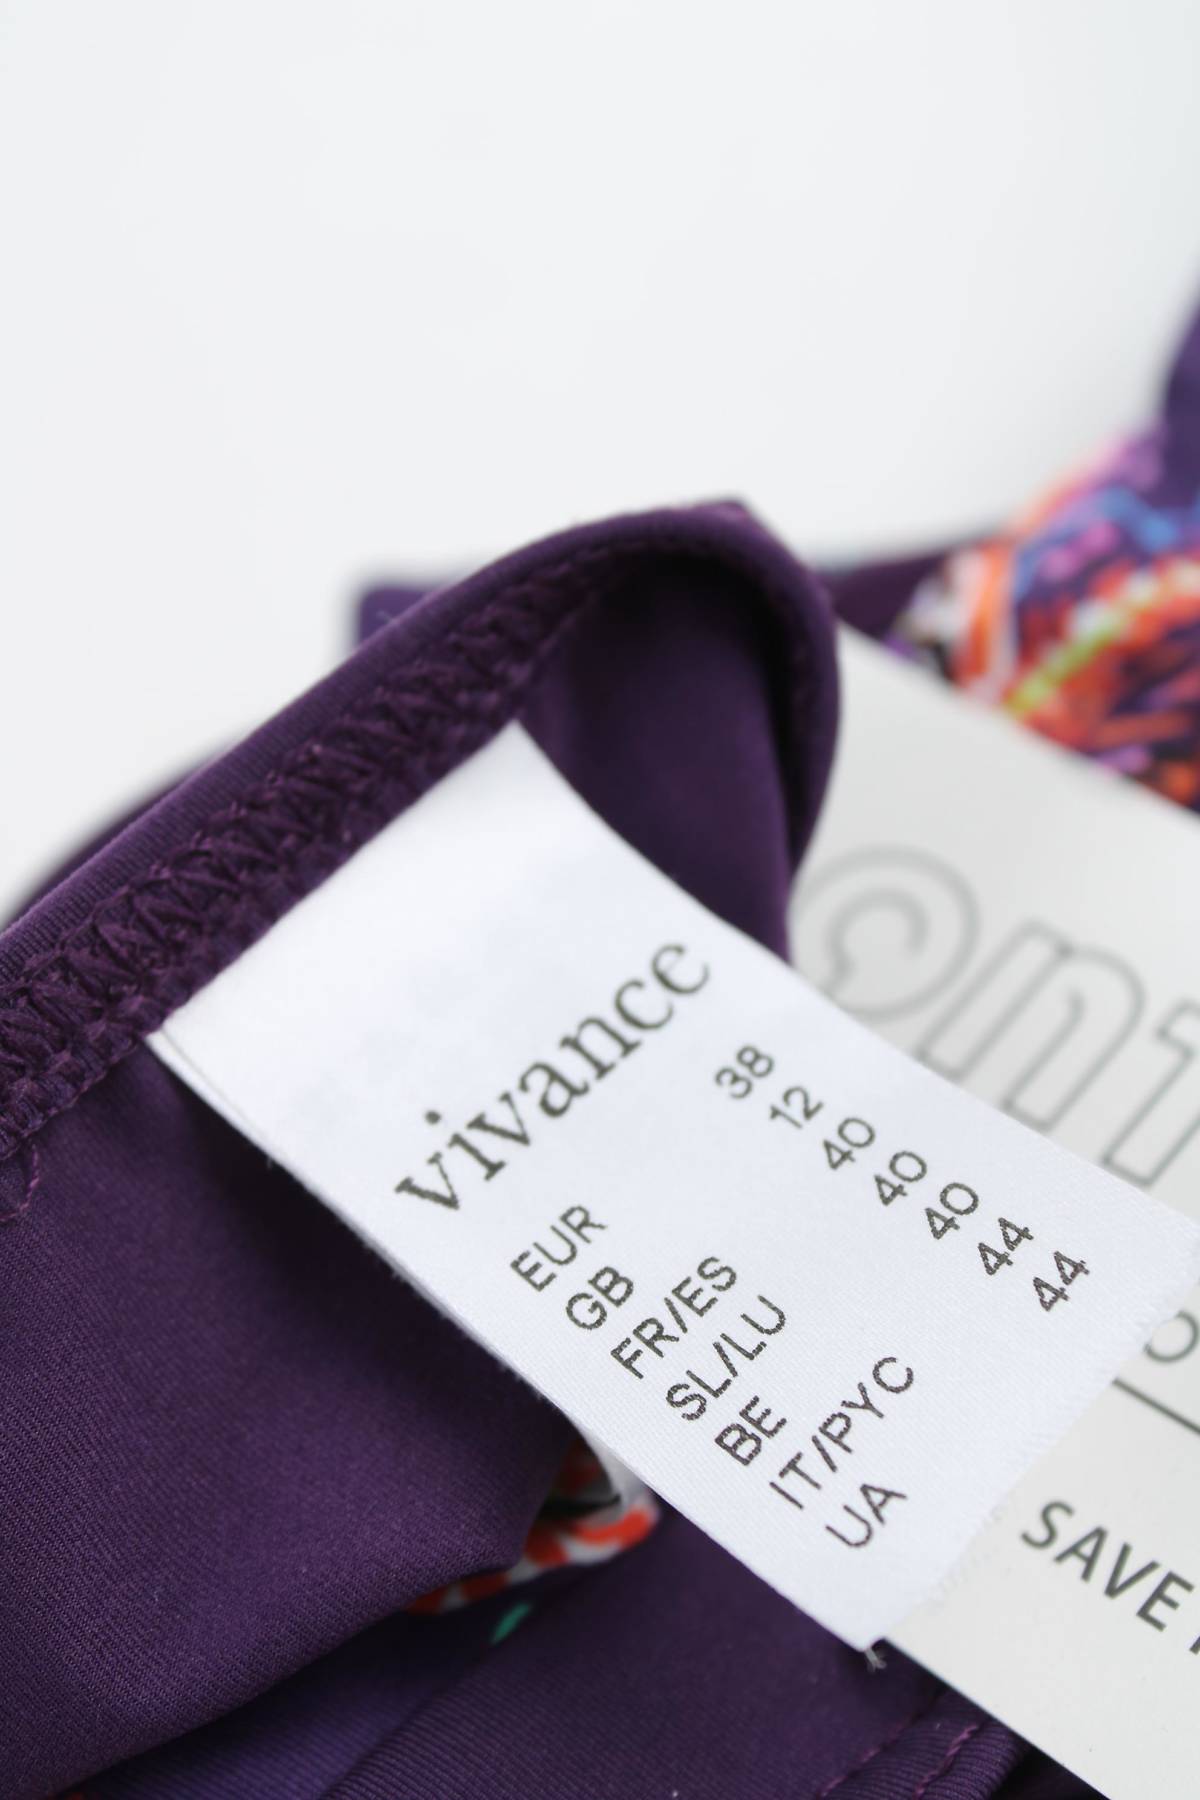 vivance
EUR 38
GB 12
FR/ES 40
SL/LU 40
BE 40
IT/PYC 44
UA 44
SAVE